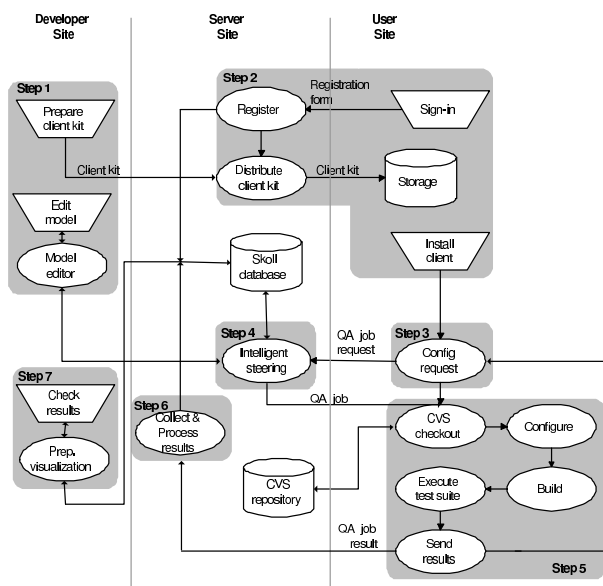 Developer
Site
Server
Site
User
Site
Step 1
Prepare
client kit
Client kit
Edit
model
Model
editor
Step 2
Register
Registration
form
Sign-in
Distribute
client kit
Client kit
Storage
Install
client
Skoll
database
Step 4
Intelligent
steering
QA job
request
Step 3
Config
request
QA job
Step 7
Check
results
Prep.
visualization
Step 6
Collect &
Process
results
CVS
repository
CVS
checkout
Configure
Build
Execute
test suite
QA job
result
Send
results
Step 5